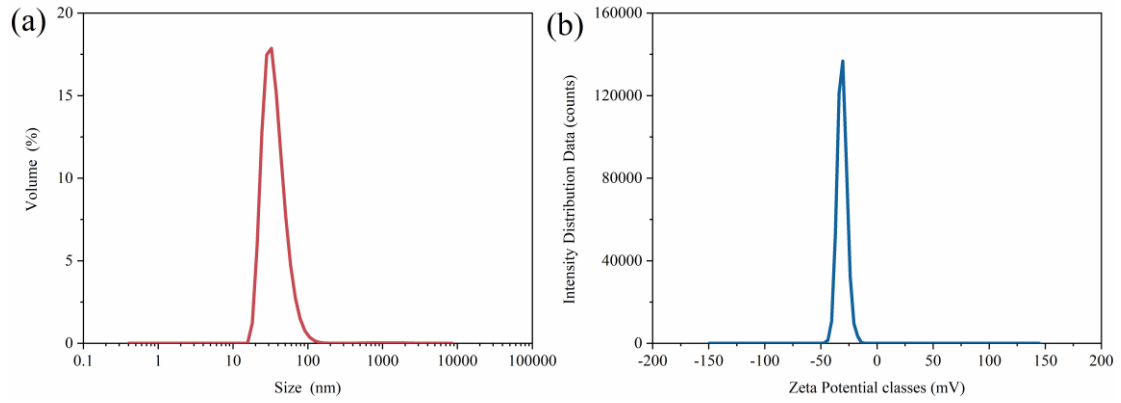 (a)
20
15
10
5
0
Volume (%)
0.1 1 10 100 1000 10000 100000
Size (nm)
(b)
160000
120000
80000
40000
0
Intensity Distribution Data (counts)
-200 -150 -100 -50 0 50 100 150 200
Zeta Potential classes (mV)